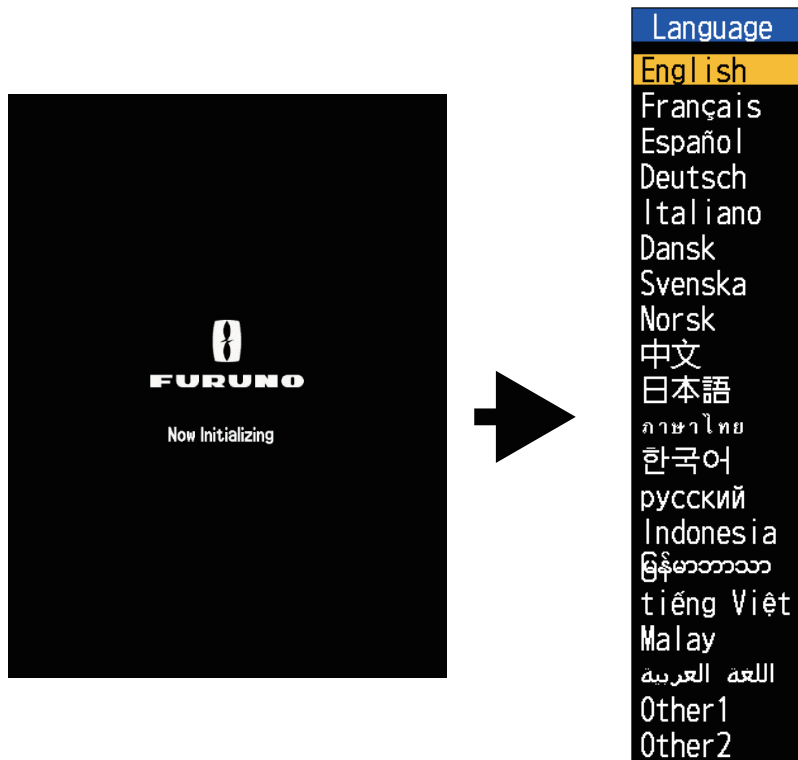 FURUNO
Now Initializing
Language
English
Français
Español
Deutsch
Italiano
Dansk
Svenska
Norsk
中文
日本語
ภาษาไทย
한국어
русский
Indonesia
မြန်မာဘာသာ
tiếng Việt
Malay
اللغة العربية
Other1
Other2